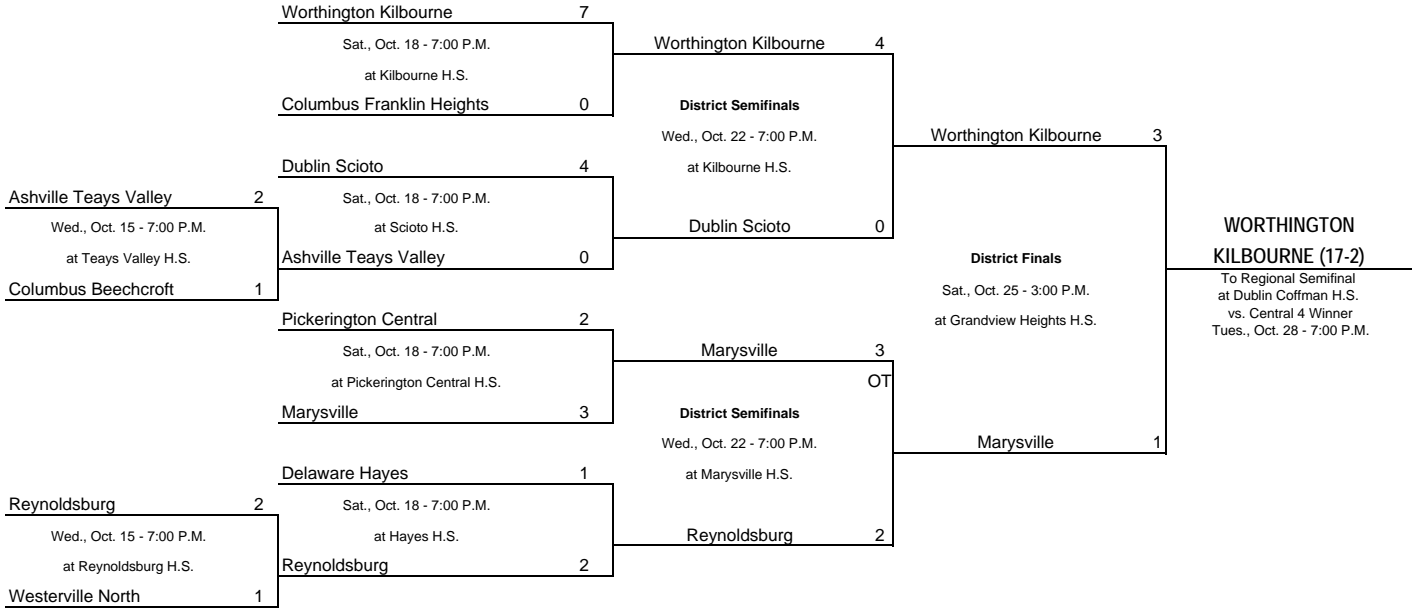 Worthington Kilbourne 7
Sat., Oct. 18 - 7:00 P.M.
at Kilbourne H.S.
Columbus Franklin Heights 0
Dublin Scioto 4
Sat., Oct. 18 - 7:00 P.M.
at Scioto H.S.
Ashville Teays Valley 0
Ashville Teays Valley 2
Wed., Oct. 15 - 7:00 P.M.
at Teays Valley H.S.
Columbus Beechcroft 1
Pickerington Central 2
Sat., Oct. 18 - 7:00 P.M.
at Pickerington Central H.S.
Marysville 3
Delaware Hayes 1
Sat., Oct. 18 - 7:00 P.M.
at Hayes H.S.
Reynoldsburg 2
Reynoldsburg 2
Wed., Oct. 15 - 7:00 P.M.
at Reynoldsburg H.S.
Westerville North 1
Worthington Kilbourne 4
District Semifinals
Wed., Oct. 22 - 7:00 P.M.
at Kilbourne H.S.
Dublin Scioto 0
Marysville 3
OT
District Semifinals
Wed., Oct. 22 - 7:00 P.M.
at Marysville H.S.
Reynoldsburg 2
Worthington Kilbourne 3
District Finals
Sat., Oct. 25 - 3:00 P.M.
at Grandview Heights H.S.
Marysville 1
WORTHINGTON
KILBOURNE (17-2)
To Regional Semifinal
at Dublin Coffman H.S.
vs. Central 4 Winner
Tues., Oct. 28 - 7:00 P.M.